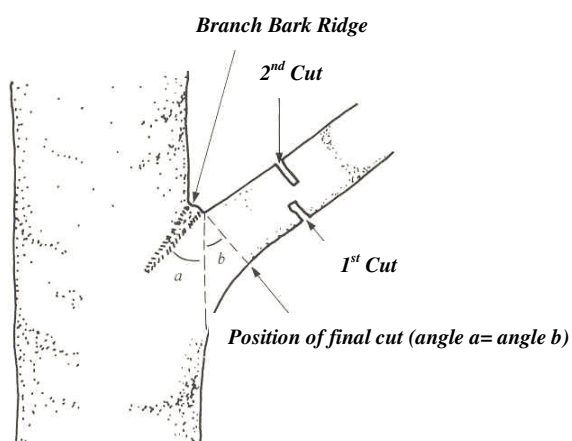 Branch Bark Ridge
2nd Cut
1st Cut
a
b
Position of final cut (angle a= angle b)